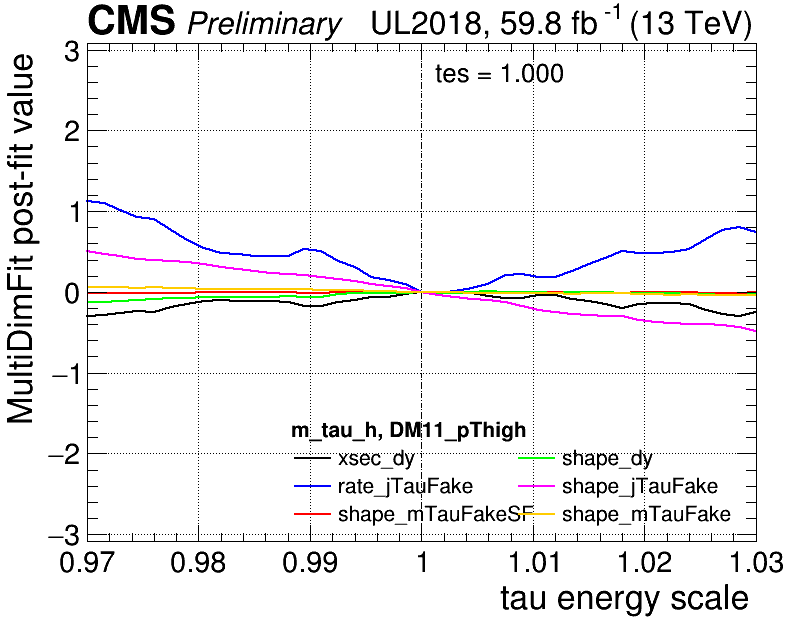 CMS Preliminary UL2018, 59.8 fb⁻¹ (13 TeV)
tes = 1.000
MultiDimFit post-fit value
3
2
1
0
−1
−2
−3
m_tau_h, DM11_pThigh
xsec_dy shape_dy
rate_jTauFake shape_jTauFake
shape_mTauFakeSF shape_mTauFake
0.97 0.98 0.99 1 1.01 1.02 1.03
tau energy scale